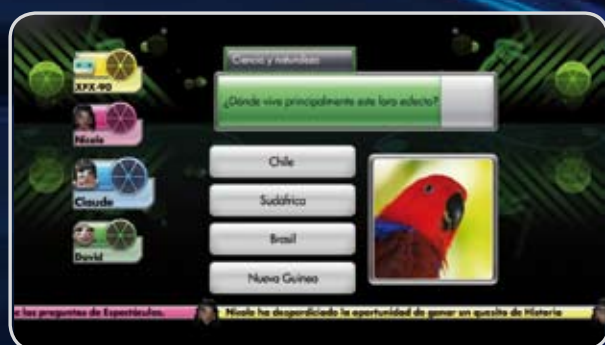 Ciencia y naturaleza
¿Dónde vive principalmente este loro eclecto?
XPX-90
Nicole
Claude
David
Chile
Sudáfrica
Brasil
Nueva Guinea
las preguntas de Espectáculos.
Nicole ha desperdiciado la oportunidad de ganar un quesito de Historia